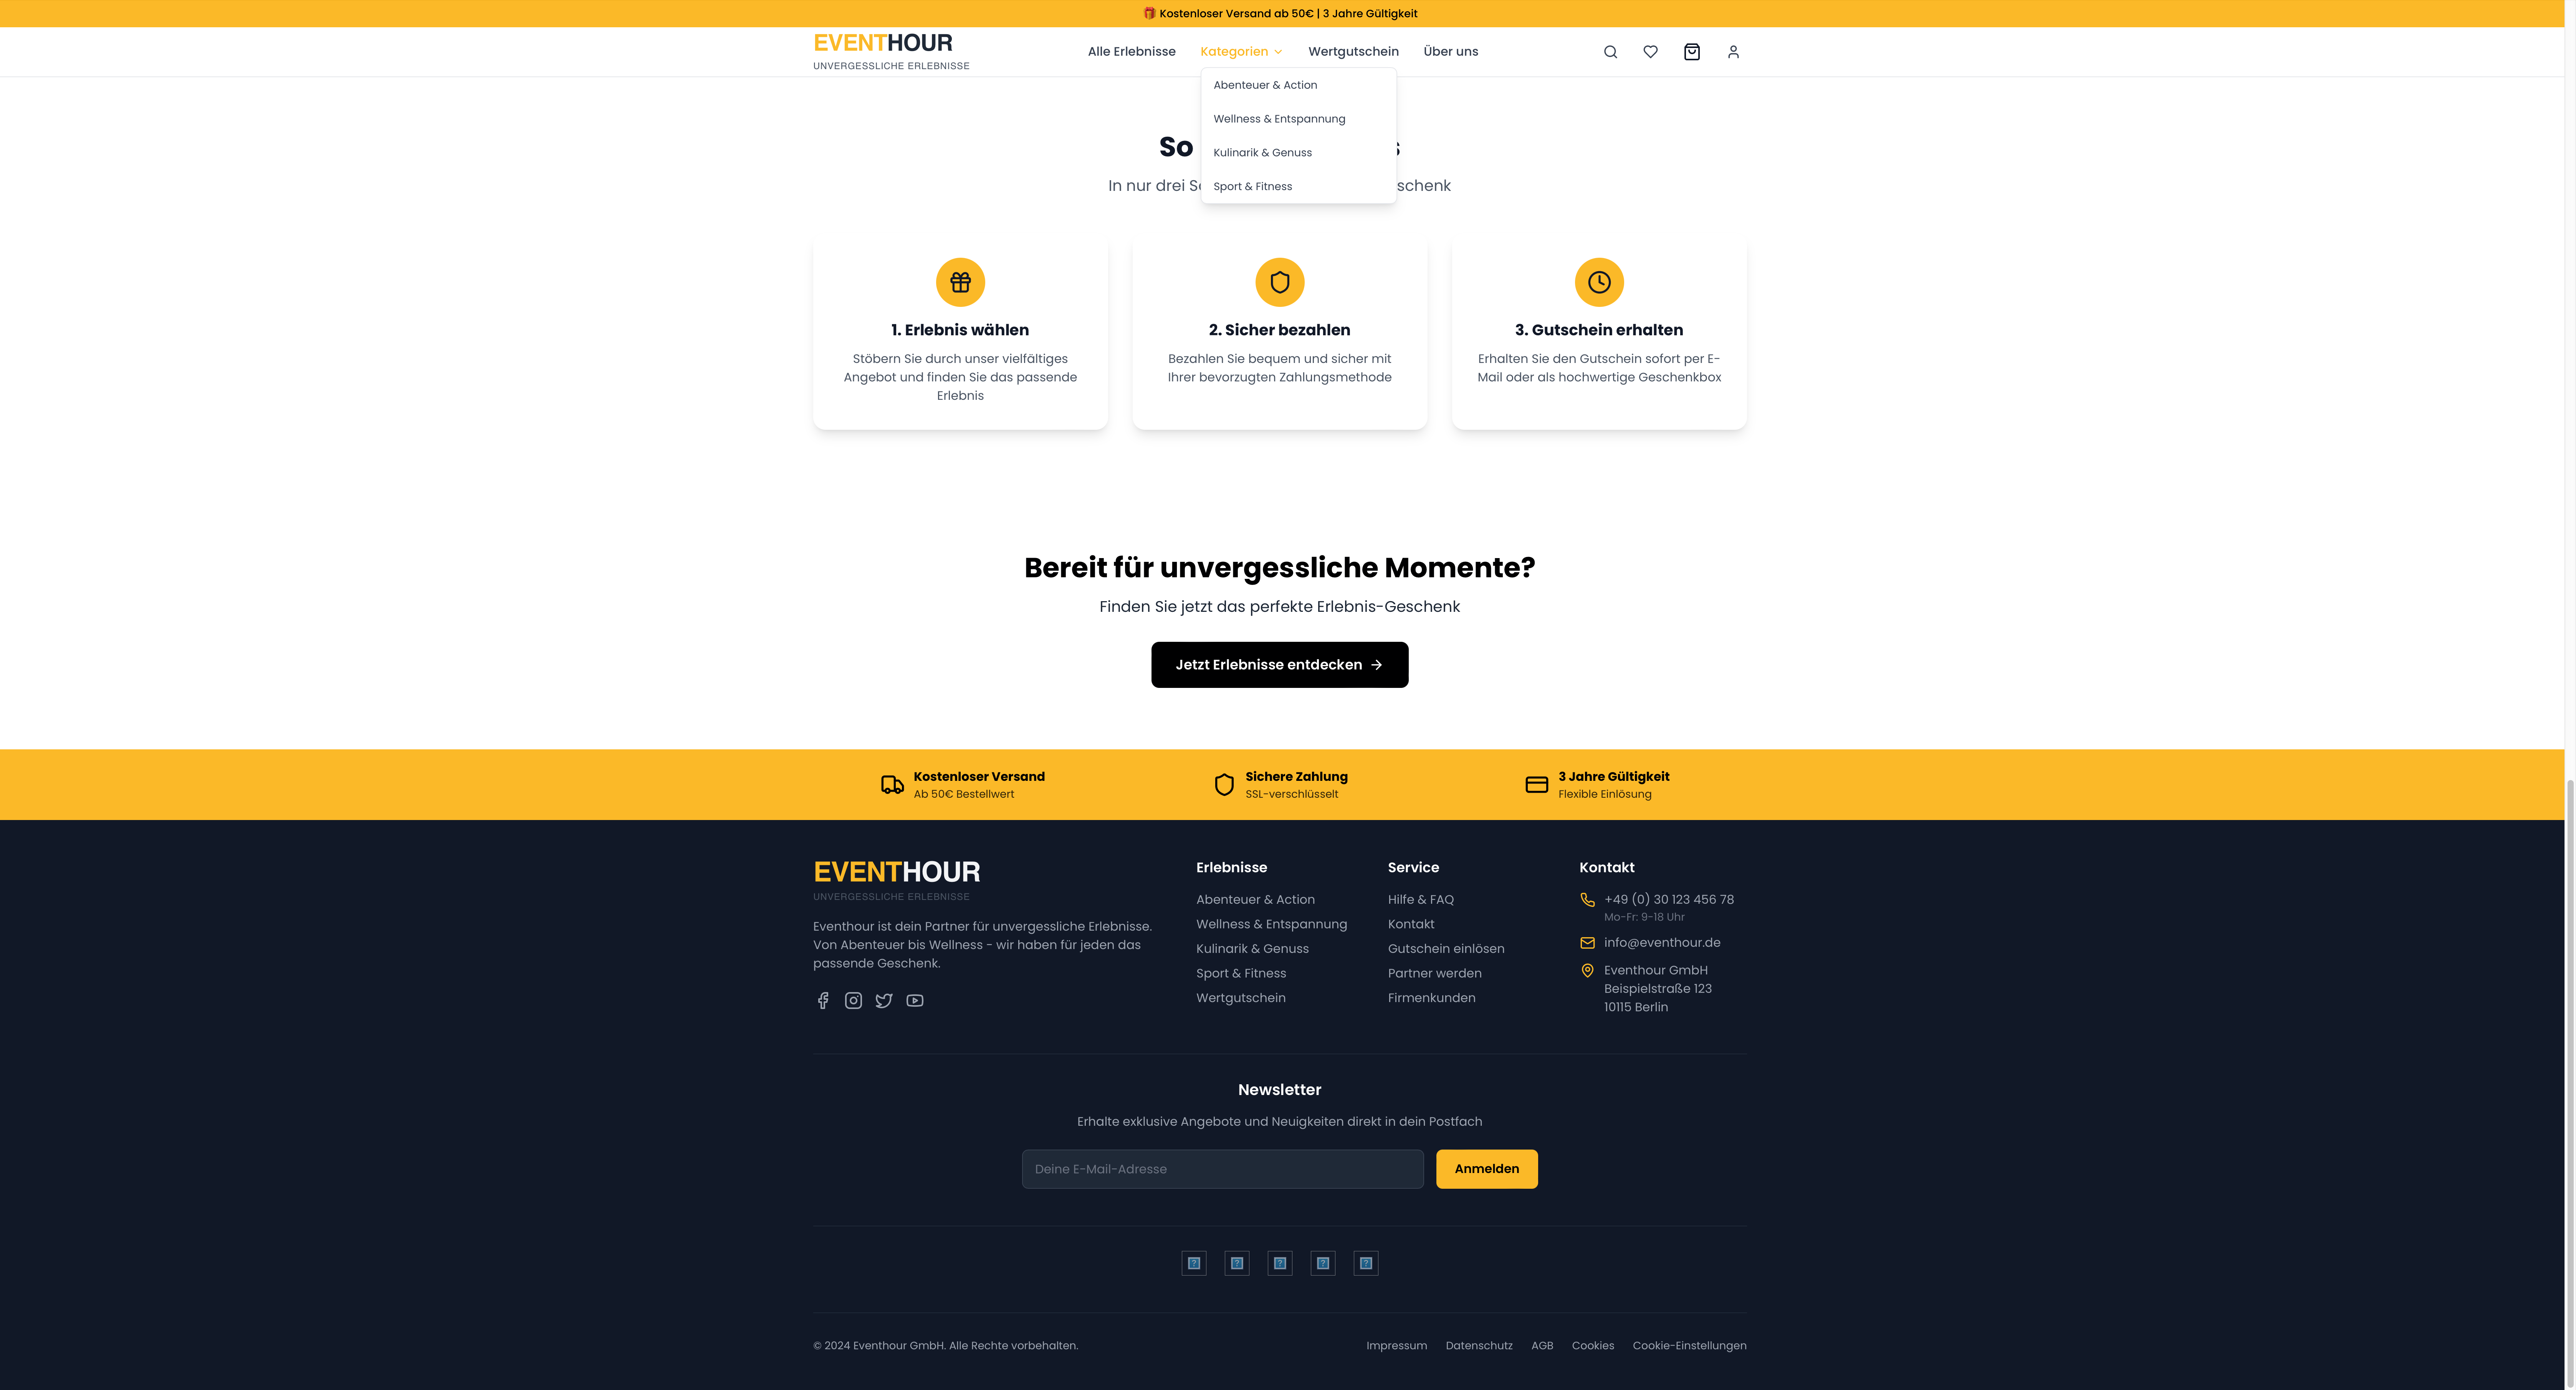 🎁 Kostenloser Versand ab 50€ | 3 Jahre Gültigkeit
EVENTHOUR
UNVERGESSLICHE ERLEBNISSE
Alle Erlebnisse
Kategorien
Wertgutschein
Über uns
Abenteuer & Action
Wellness & Entspannung
Kulinarik & Genuss
Sport & Fitness
So
In nur drei
1. Erlebnis wählen
Stöbern Sie durch unser vielfältiges
Angebot und finden Sie das passende
Erlebnis
2. Sicher bezahlen
Bezahlen Sie bequem und sicher mit
Ihrer bevorzugten Zahlungsmethode
3. Gutschein erhalten
Erhalten Sie den Gutschein sofort per E-
Mail oder als hochwertige Geschenkbox
Bereit für unvergessliche Momente?
Finden Sie jetzt das perfekte Erlebnis-Geschenk
Jetzt Erlebnisse entdecken →
Kostenloser Versand
Ab 50€ Bestellwert
Sichere Zahlung
SSL-verschlüsselt
3 Jahre Gültigkeit
Flexible Einlösung
EVENTHOUR
UNVERGESSLICHE ERLEBNISSE
Eventhour ist dein Partner für unvergessliche Erlebnisse.
Von Abenteuer bis Wellness - wir haben für jeden das
passende Geschenk.
Erlebnisse
Abenteuer & Action
Wellness & Entspannung
Kulinarik & Genuss
Sport & Fitness
Wertgutschein
Service
Hilfe & FAQ
Kontakt
Gutschein einlösen
Partner werden
Firmenkunden
Kontakt
+49 (0) 30 123 456 78
Mo-Fr: 9-18 Uhr
info@eventhour.de
Eventhour GmbH
Beispielstraße 123
10115 Berlin
Newsletter
Erhalte exklusive Angebote und Neuigkeiten direkt in dein Postfach
Deine E-Mail-Adresse
Anmelden
© 2024 Eventhour GmbH. Alle Rechte vorbehalten.
Impressum
Datenschutz
AGB
Cookies
Cookie-Einstellungen